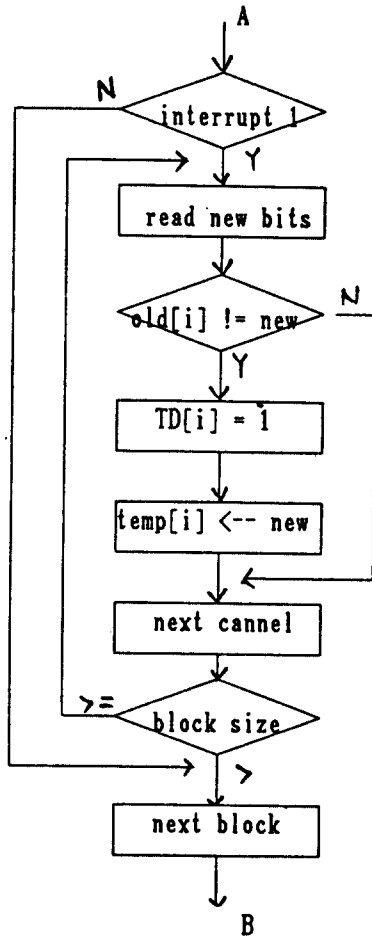 A
N
interrupt 1
Y
read new bits
old[i] != new
N
Y
TD[i] = 1
temp[i] <-- new
next cannel
>=
block size
>
next block
B